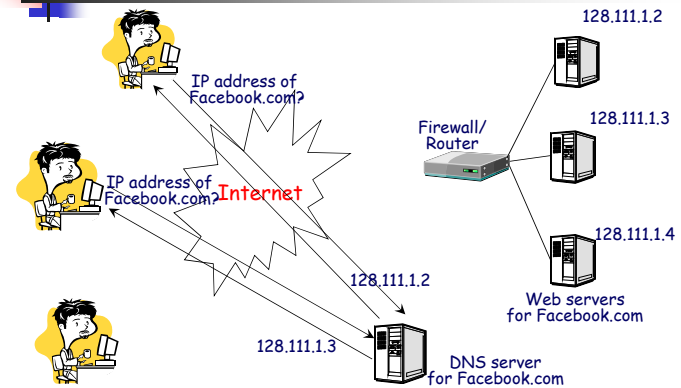 128.111.1.2
IP address of
Facebook.com?
128.111.1.3
Firewall/
Router
IP address of
Facebook.com?
Internet
128.111.1.4
128.111.1.2
Web servers
for Facebook.com
128.111.1.3
DNS server
for Facebook.com